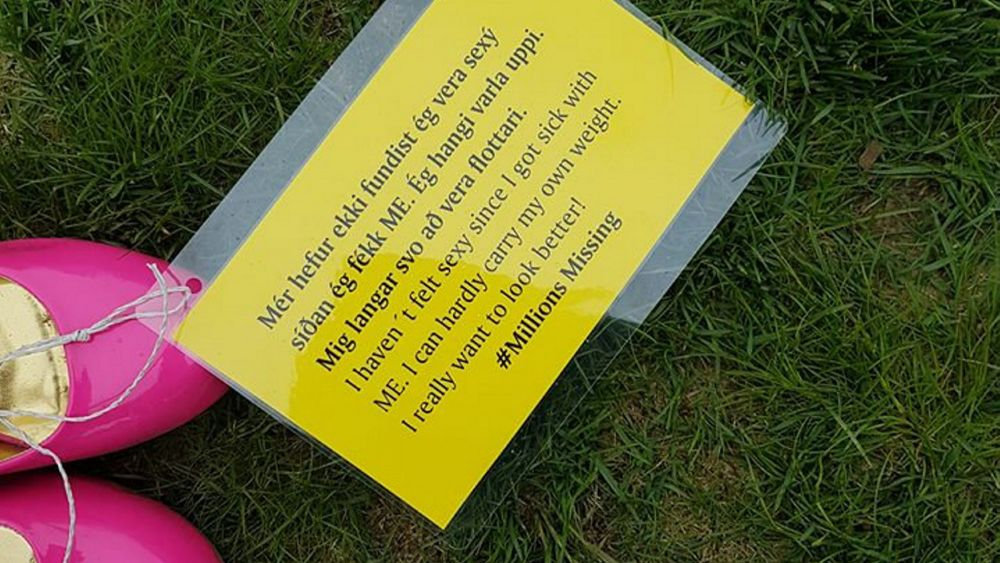 Mér hefur ekki fundist ég vera sexý
síðan ég fékk ME. Ég hangi varla uppi.
Mig langar svo að vera flottari.
I haven´t felt sexy since I got sick with
ME. I can hardly carry my own weight.
I really want to look better!
#Millions Missing